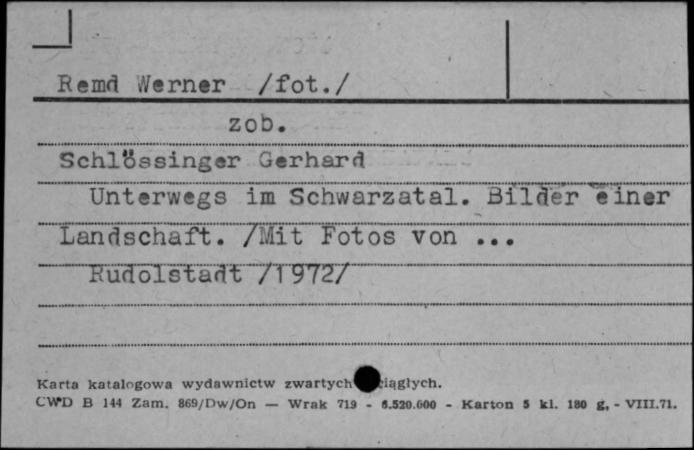 Remd Werner /fot./
zob.
Schlössinger Gerhard
Unterwegs im Schwarzatal. Bilder einer
Landschaft. /Mit Fotos von ...
Rudolstadt /1972/
Karta katalogowa wydawnictw zwartych ciągłych.
CWD B 144 Zam. 869/Dw/On — Wrak 719 - 6.520.000 - Karton 5 kl. 180 g, - VIII.71.